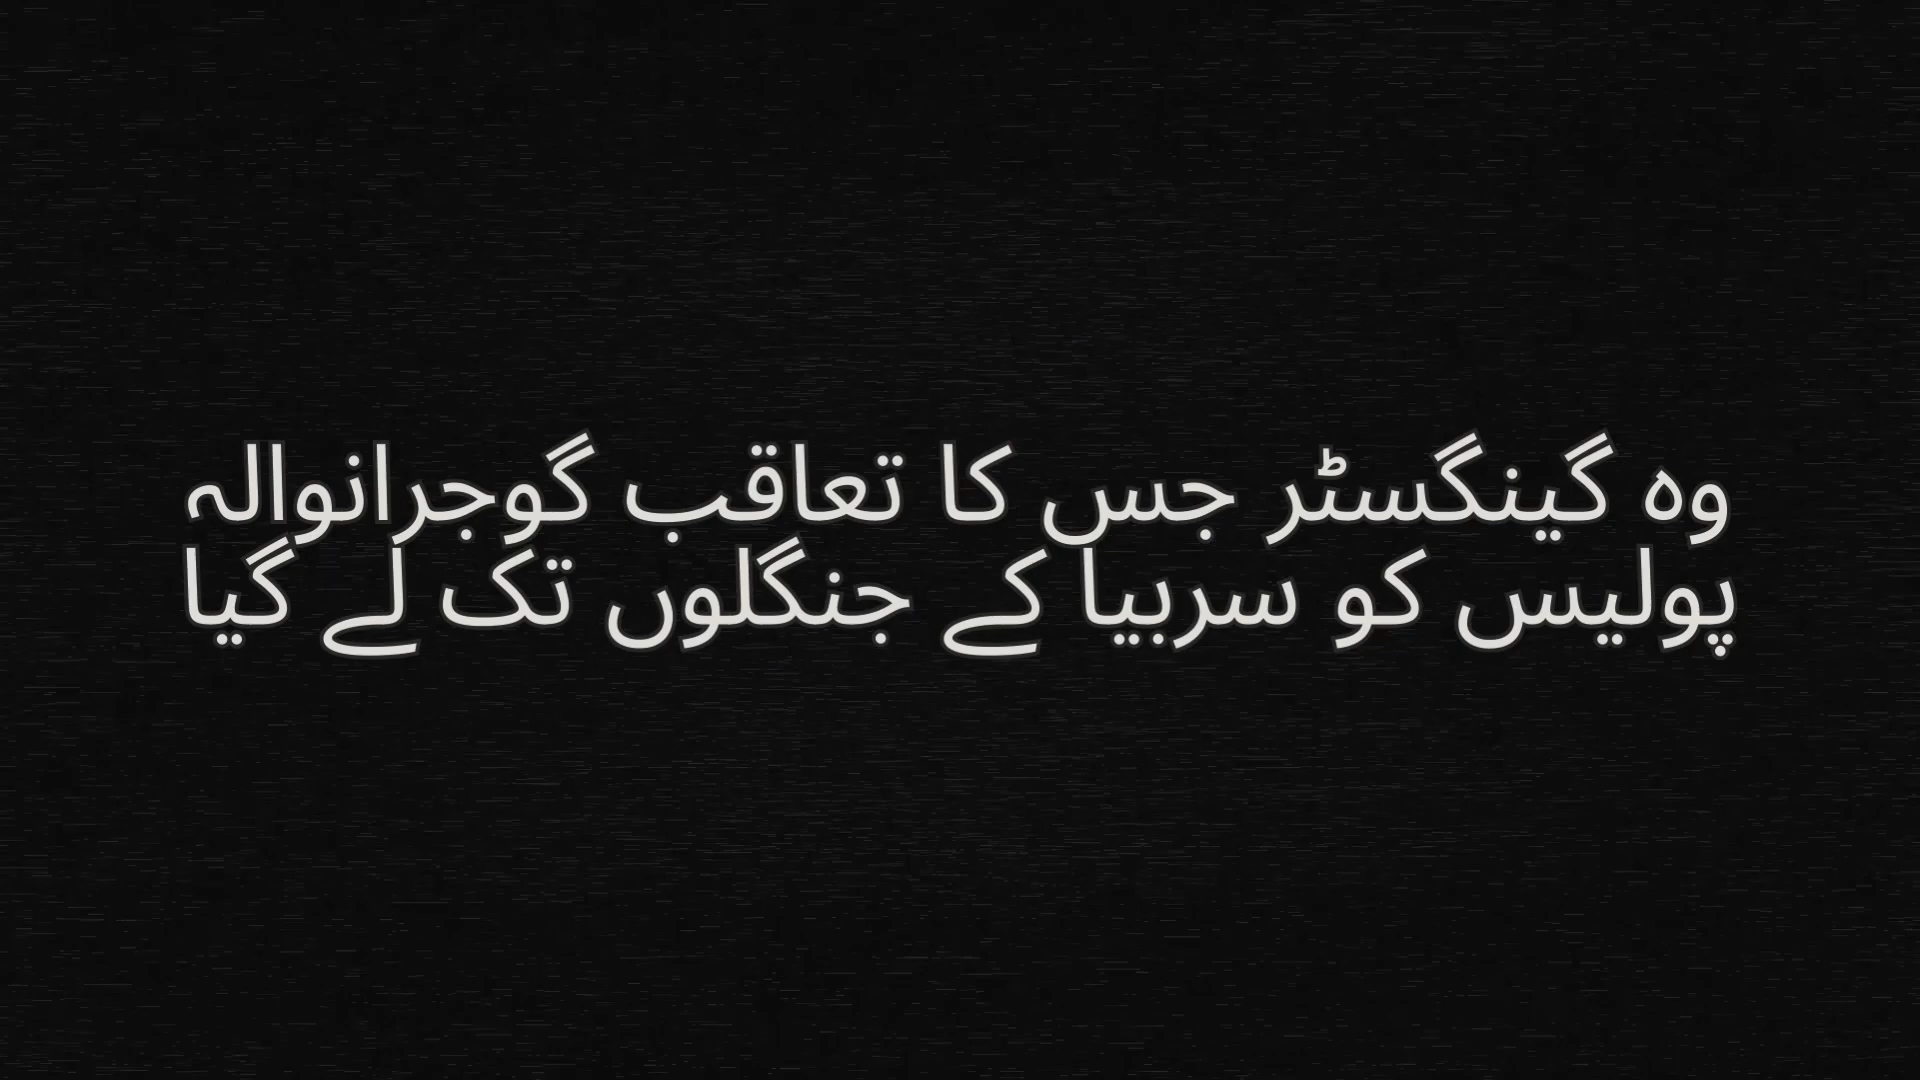 وہ گینگسٹر جس کا تعاقب گوجرانوالہ
پولیس کو سربیا کے جنگلوں تک لے گیا